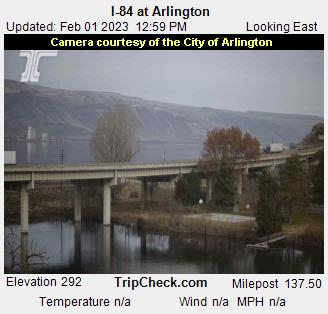 I-84 at Arlington
Updated: Feb 01 2023 12:59 PM Looking East
Camera courtesy of the City of Arlington
Elevation 292 TripCheck.com Milepost 137.50
Temperature n/a Wind n/a MPH n/a